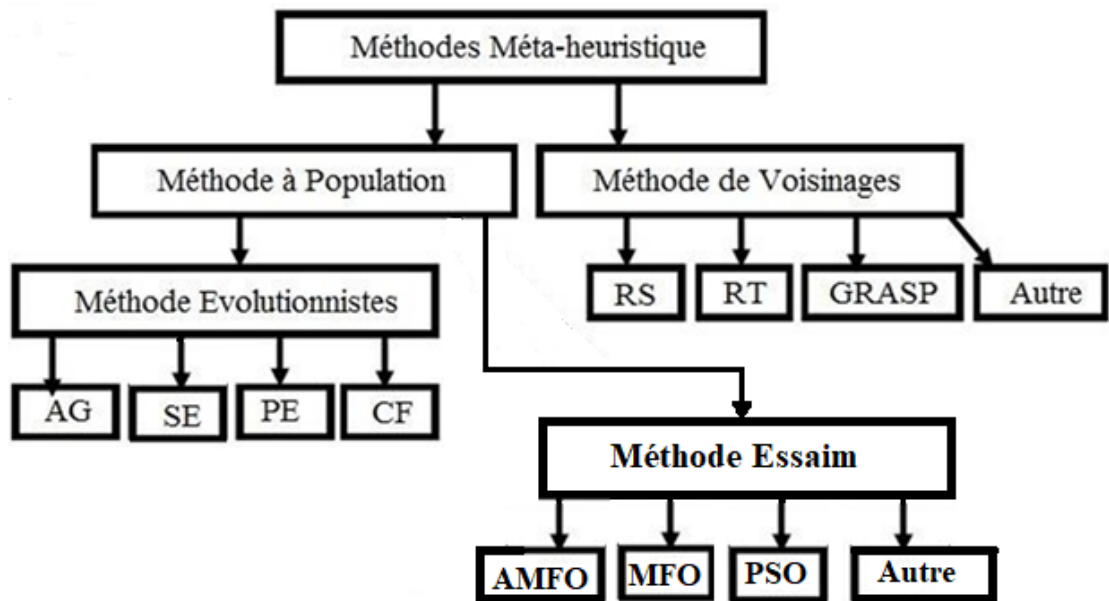 Méthodes Méta-heuristique
Méthode à Population
Méthode de Voisinages
Méthode Evolutionnistes
RS
RT
GRASP
Autre
AG
SE
PE
CF
Méthode Essaim
AMFO
MFO
PSO
Autre